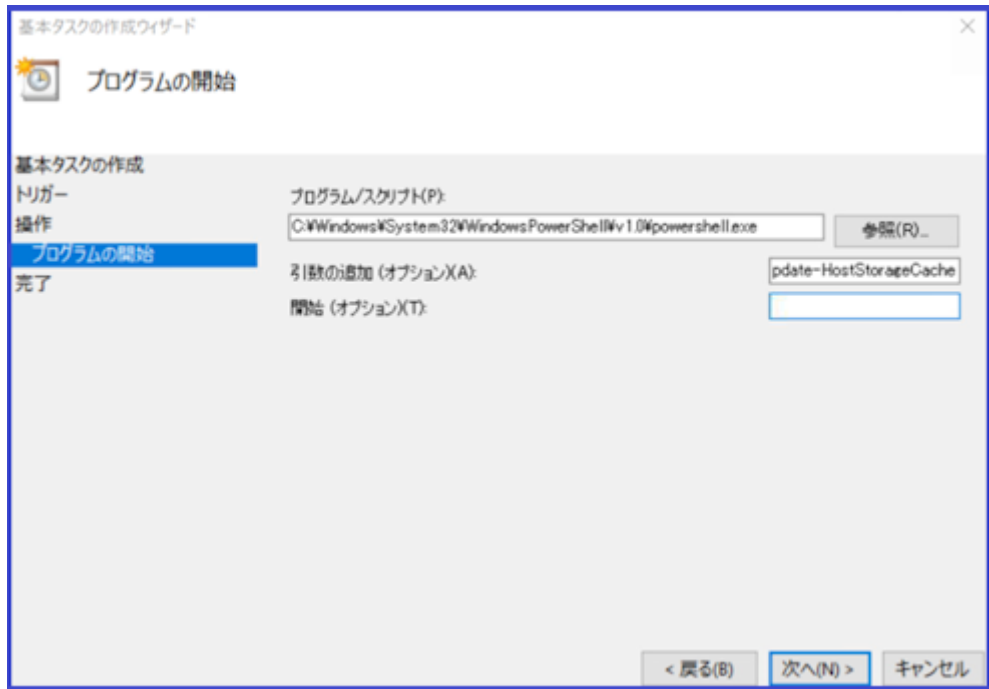 基本タスクの作成ウィザード
プログラムの開始
基本タスクの作成
トリガー
操作
プログラムの開始
完了
プログラム/スクリプト(P):
C:¥Windows¥System32¥WindowsPowerShell¥v1.0¥powershell.exe
参照(R)...
引数の追加 (オプション)(A):
pdate-HostStorageCache
開始 (オプション)(T):
< 戻る(B)
次へ(N) >
キャンセル